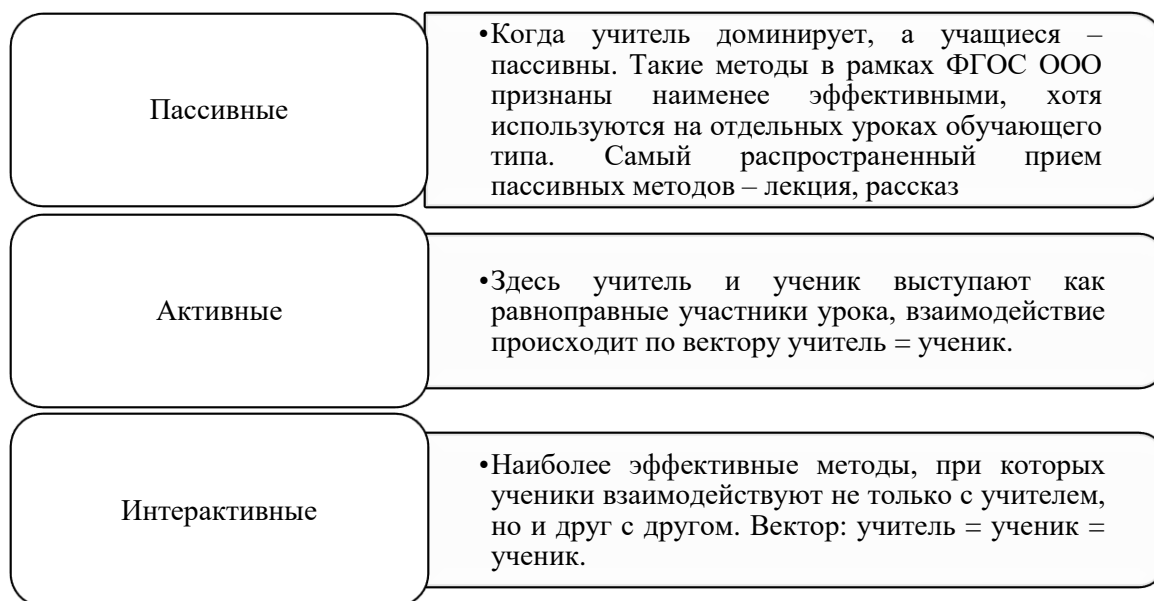 Пассивные
•Когда учитель доминирует, а учащиеся –
пассивны. Такие методы в рамках ФГОС ООО
признаны наименее эффективными, хотя
используются на отдельных уроках обучающего
типа. Самый распространенный прием
пассивных методов – лекция, рассказ
Активные
•Здесь учитель и ученик выступают как
равноправные участники урока, взаимодействие
происходит по вектору учитель = ученик.
Интерактивные
•Наиболее эффективные методы, при которых
ученики взаимодействуют не только с учителем,
но и друг с другом. Вектор: учитель = ученик =
ученик.